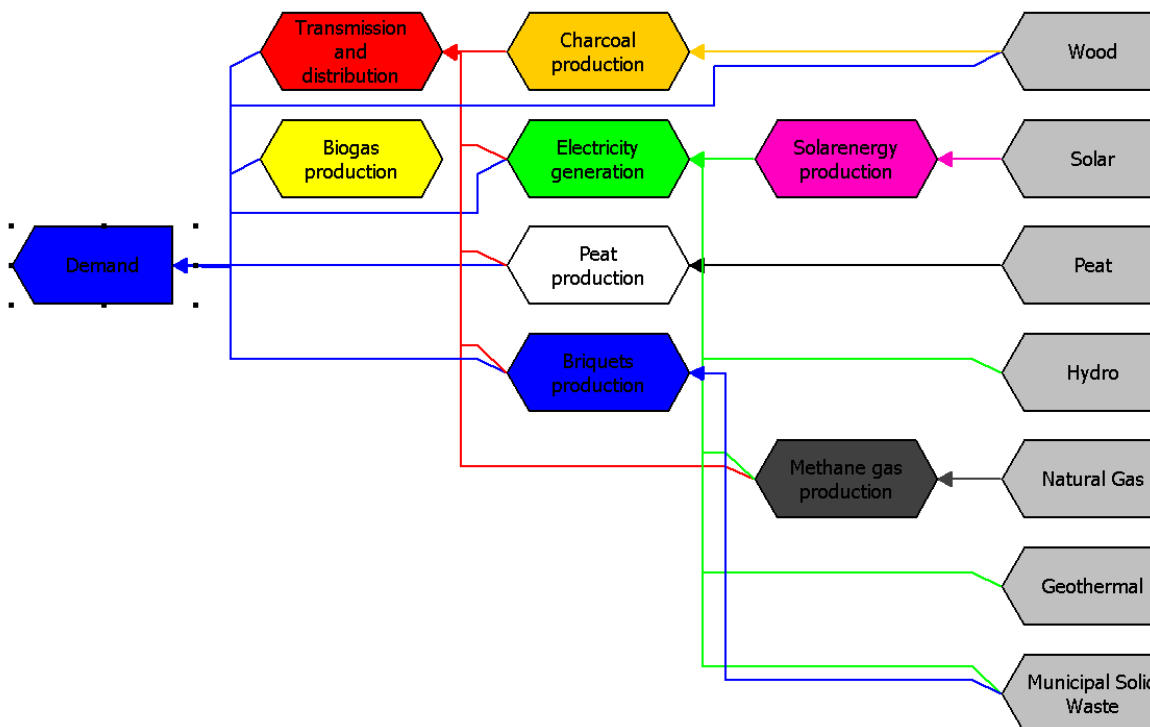 Transmission
and
distribution
Charcoal
production
Wood
Biogas
production
Electricity
generation
Solarenergy
production
Solar
Demand
Peat
production
Peat
Briquets
production
Hydro
Methane gas
production
Natural Gas
Geothermal
Municipal Solid
Waste